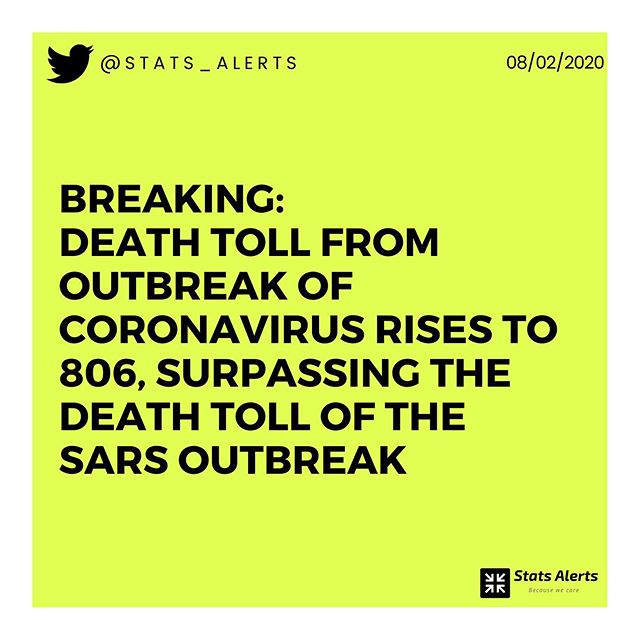 @STATS_ALERTS
08/02/2020
BREAKING:
DEATH TOLL FROM
OUTBREAK OF
CORONAVIRUS RISES TO
806, SURPASSING THE
DEATH TOLL OF THE
SARS OUTBREAK
Stats Alerts
Because we care